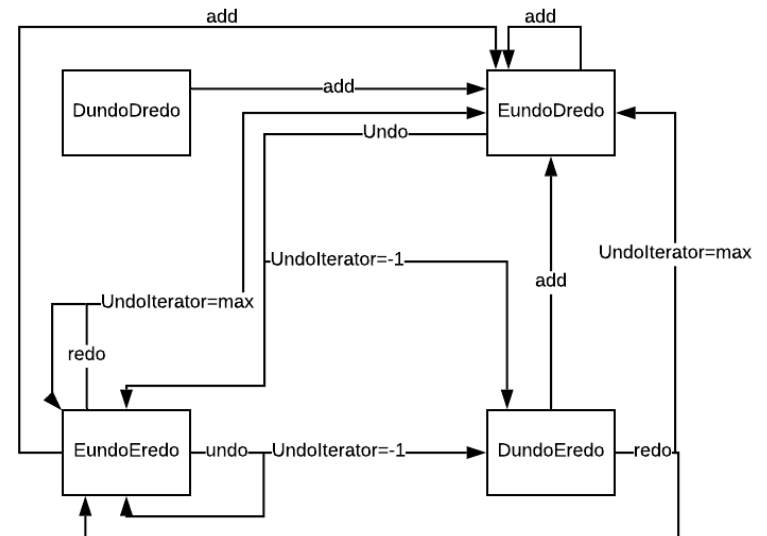 add
add
DundoDredo
add
EundoDredo
Undo
UndoIterator=-1
UndoIterator=max
add
UndoIterator=max
redo
EundoEredo
undo
UndoIterator=-1
DundoEredo
redo